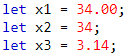 let x1 = 34.00;
let x2 = 34;
let x3 = 3.14;